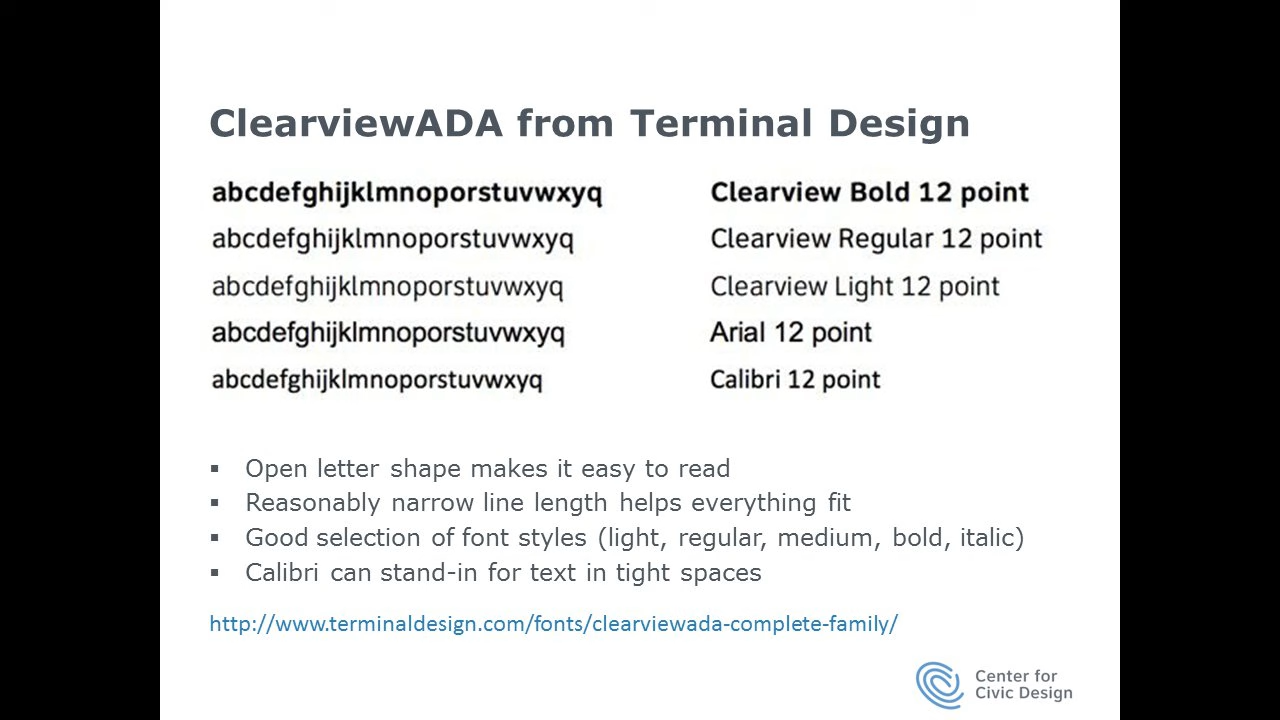 ClearviewADA from Terminal Design
abcdefghijklmnoporstuvwxyq Clearview Bold 12 point
abcdefghijklmnoporstuvwxyq Clearview Regular 12 point
abcdefghijklmnoporstuvwxyq Clearview Light 12 point
abcdefghijklmnoporstuvwxyq Arial 12 point
abcdefghijklmnoporstuvwxyq Calibri 12 point
▪ Open letter shape makes it easy to read
▪ Reasonably narrow line length helps everything fit
▪ Good selection of font styles (light, regular, medium, bold, italic)
▪ Calibri can stand-in for text in tight spaces
http://www.terminaldesign.com/fonts/clearviewada-complete-family/
Center for
Civic Design